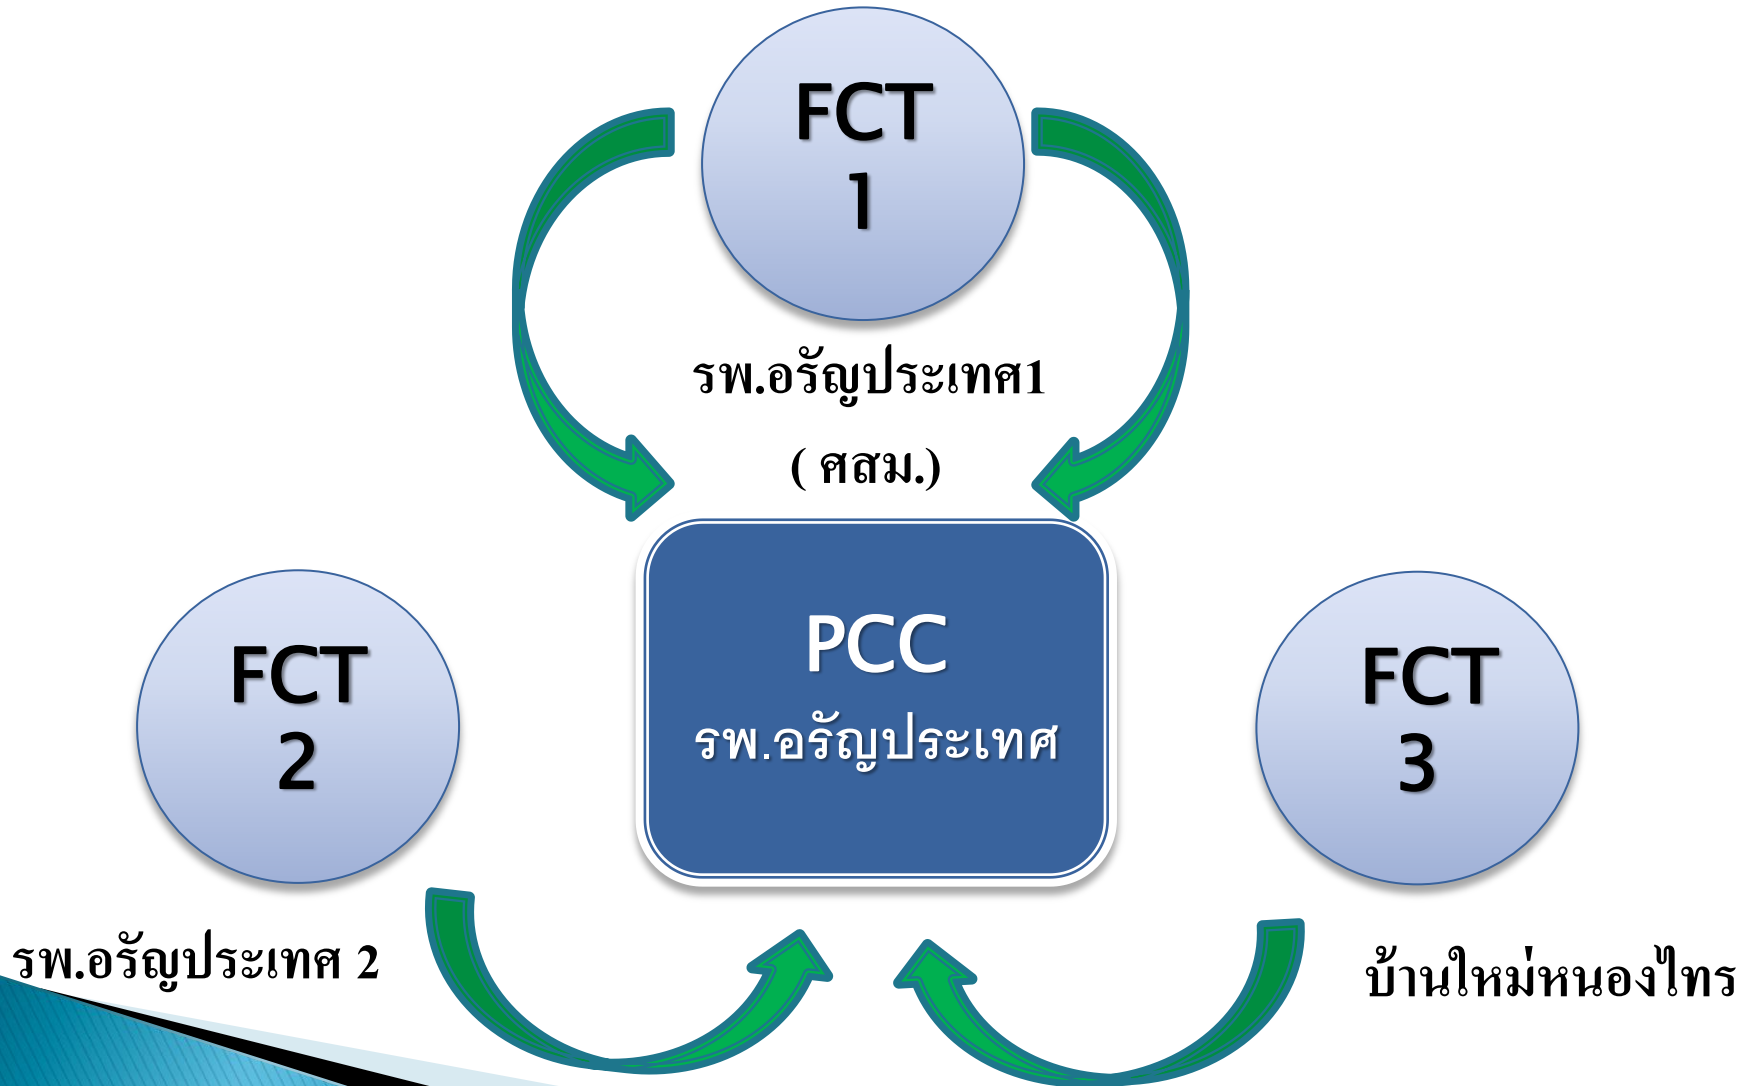 FCT
1
รพ.อรัญประเทศ1
( ศสม.)
PCC
รพ.อรัญประเทศ
FCT
2
รพ.อรัญประเทศ 2
FCT
3
บ้านใหม่หนองไทร